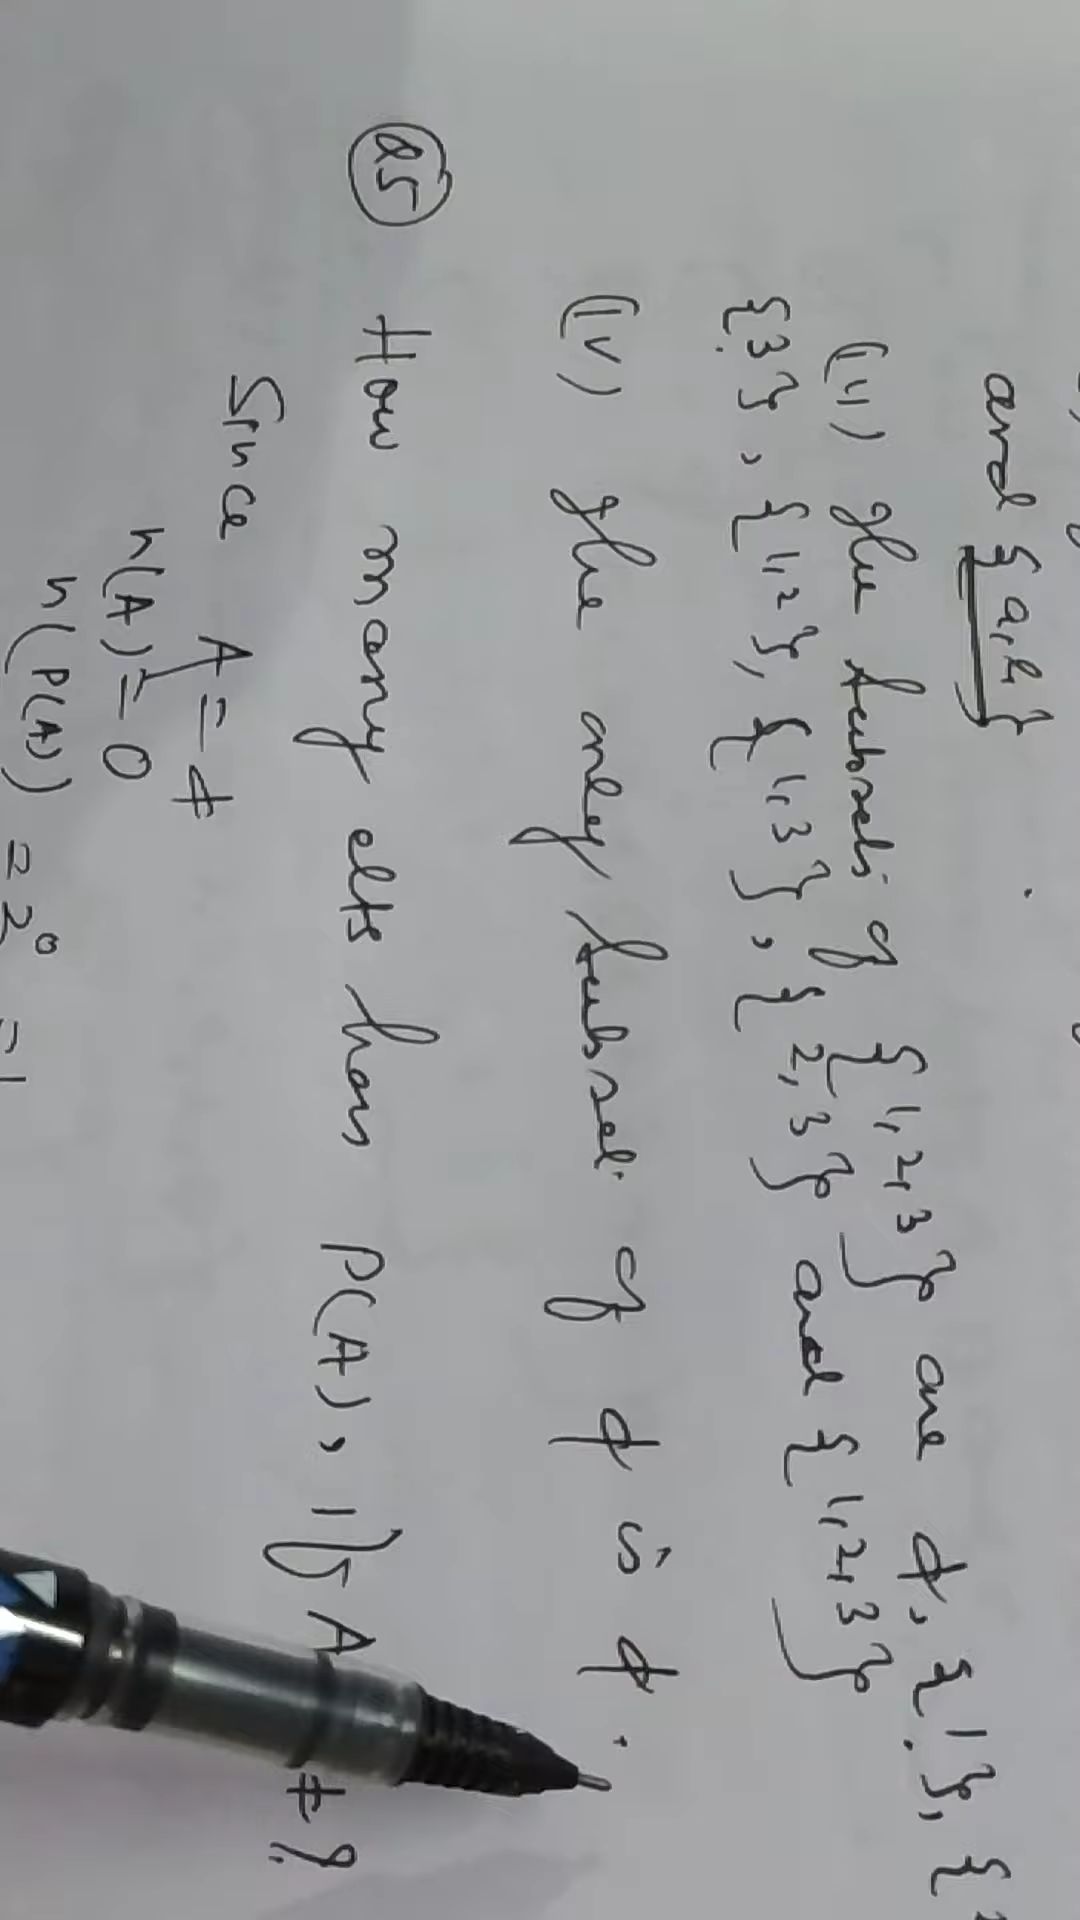 and {a,b}
(iii) The subsets of {1,2,3} are φ, {1}, {
{3}, {1,2}, {1,3}, {2,3} and {1,2,3}
(iv) The only subset of φ is φ.
Q5 How many elts has P(A), if A φ?
Since A = φ
n(A) = 0
n(P(A)) = 2⁰ = 1